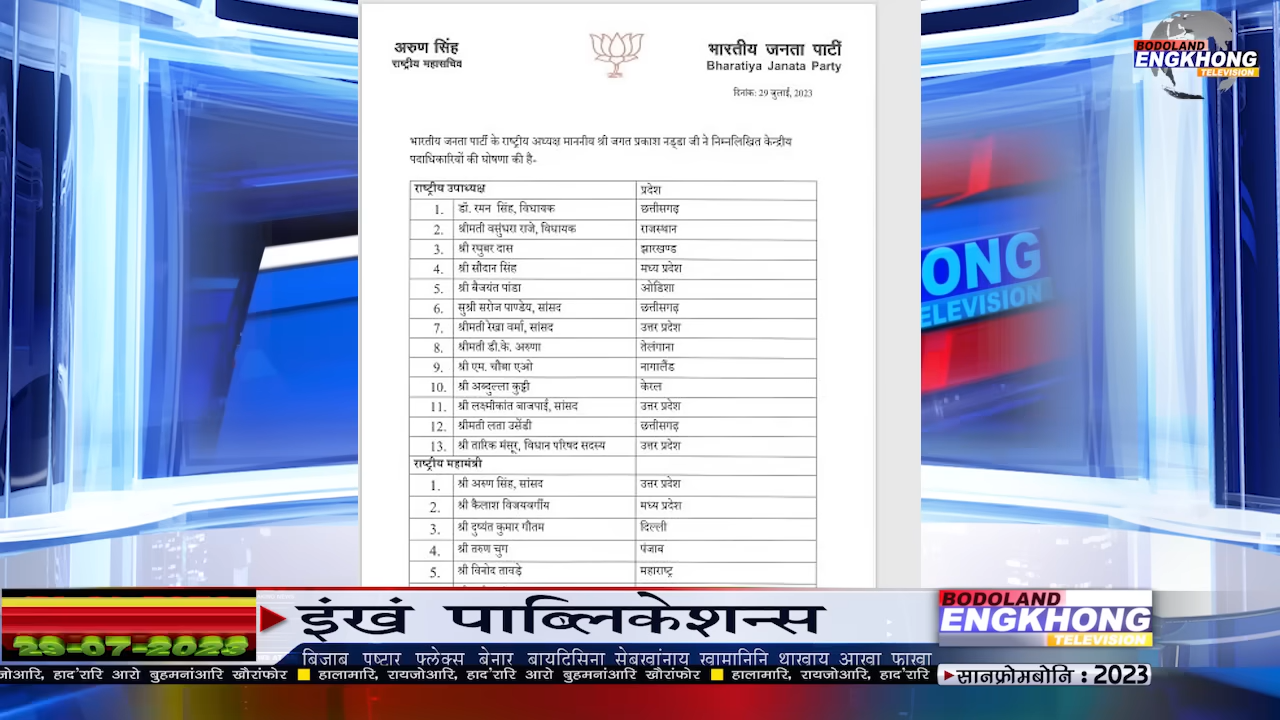 अरुण सिंह
राष्ट्रीय महासचिव
भारतीय जनता पार्टी
Bharatiya Janata Party
दिनांक: 29 जुलाई, 2023
भारतीय जनता पार्टी के राष्ट्रीय अध्यक्ष माननीय श्री जगत प्रकाश नड्डा जी ने निम्नलिखित केन्द्रीय
पदाधिकारियों की घोषणा की है-
राष्ट्रीय उपाध्यक्ष प्रदेश
1. डॉ. रमन सिंह, विधायक छत्तीसगढ़
2. श्रीमती वसुंधरा राजे, विधायक राजस्थान
3. श्री रघुबर दास झारखण्ड
4. श्री सौदान सिंह मध्य प्रदेश
5. श्री बैजयंत पांडा ओडिशा
6. सुश्री सरोज पाण्डेय, सांसद छत्तीसगढ़
7. श्रीमती रेखा वर्मा, सांसद उत्तर प्रदेश
8. श्रीमती डी.के. अरुणा तेलंगाना
9. श्री एम. चौबा एओ नागालैंड
10. श्री अब्दुल्ला कुट्टी केरल
11. श्री लक्ष्मीकांत बाजपाई, सांसद उत्तर प्रदेश
12. श्रीमती लता उसेंडी छत्तीसगढ़
13. श्री तारिक मंसूर, विधान परिषद सदस्य उत्तर प्रदेश
राष्ट्रीय महामंत्री
1. श्री अरुण सिंह, सांसद उत्तर प्रदेश
2. श्री कैलाश विजयवर्गीय मध्य प्रदेश
3. श्री दुष्यंत कुमार गौतम दिल्ली
4. श्री तरुण चुग पंजाब
5. श्री विनोद तावड़े महाराष्ट्र
BODOLAND
ENGKHONG
TELEVISION
ONG
ELEVISION
29-07-2023
इंखं पाब्लिकेशन्स
बिजाब पष्टार फ्लेक्स बेनार बायदिसिना सेबखांनाय खामानिनि थाखाय आखा फाखा
BODOLAND
ENGKHONG
TELEVISION
जोआरि, हाद'रारि आरो बुहुमनांआरि खौरांफोर हालामारि, रायजोआरि, हाद'रारि आरो बुहुमनांआरि खौरांफोर हालामारि, रायजोआरि, हाद'रारि
सानफ्रोमबोनि : 2023